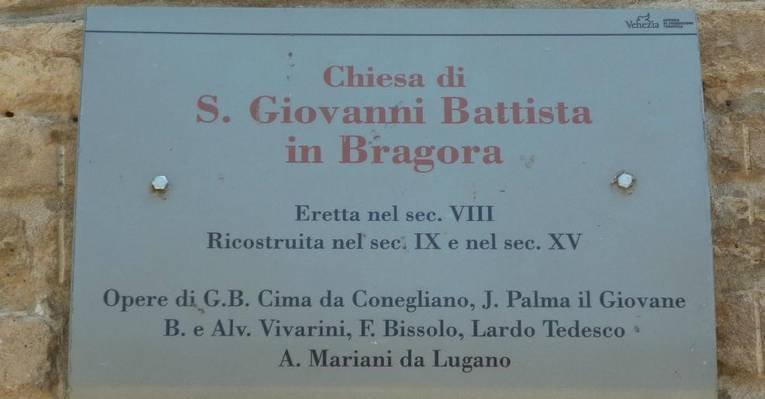 Venezia
Chiesa di
S. Giovanni Battista
in Bragora
Eretta nel sec. VIII
Ricostruita nel sec. IX e nel sec. XV
Opere di G.B. Cima da Conegliano, J. Palma il Giovane
B. e Alv. Vivarini, F. Bissolo, Lardo Tedesco
A. Mariani da Lugano